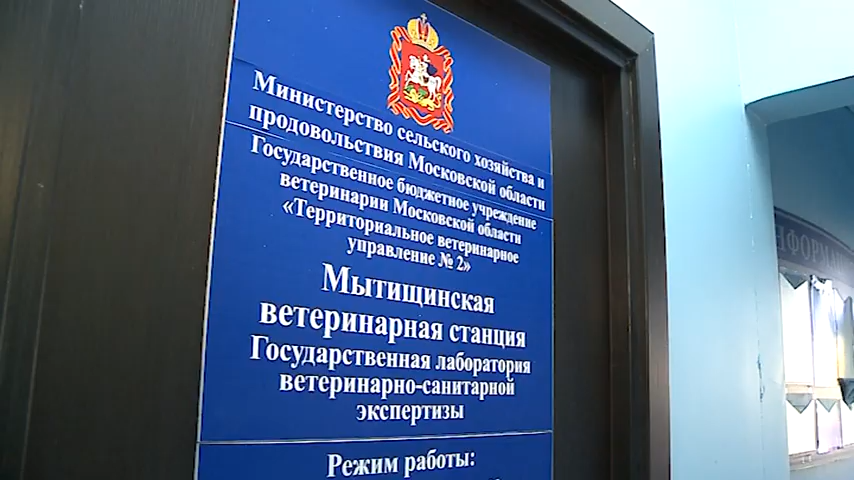 Министерство сельского хозяйства и
продовольствия Московской области
Государственное бюджетное учреждение
ветеринарии Московской области
«Территориальное ветеринарное
управление № 2»
Мытищинская
ветеринарная станция
Государственная лаборатория
ветеринарно-санитарной
экспертизы
Режим работы: